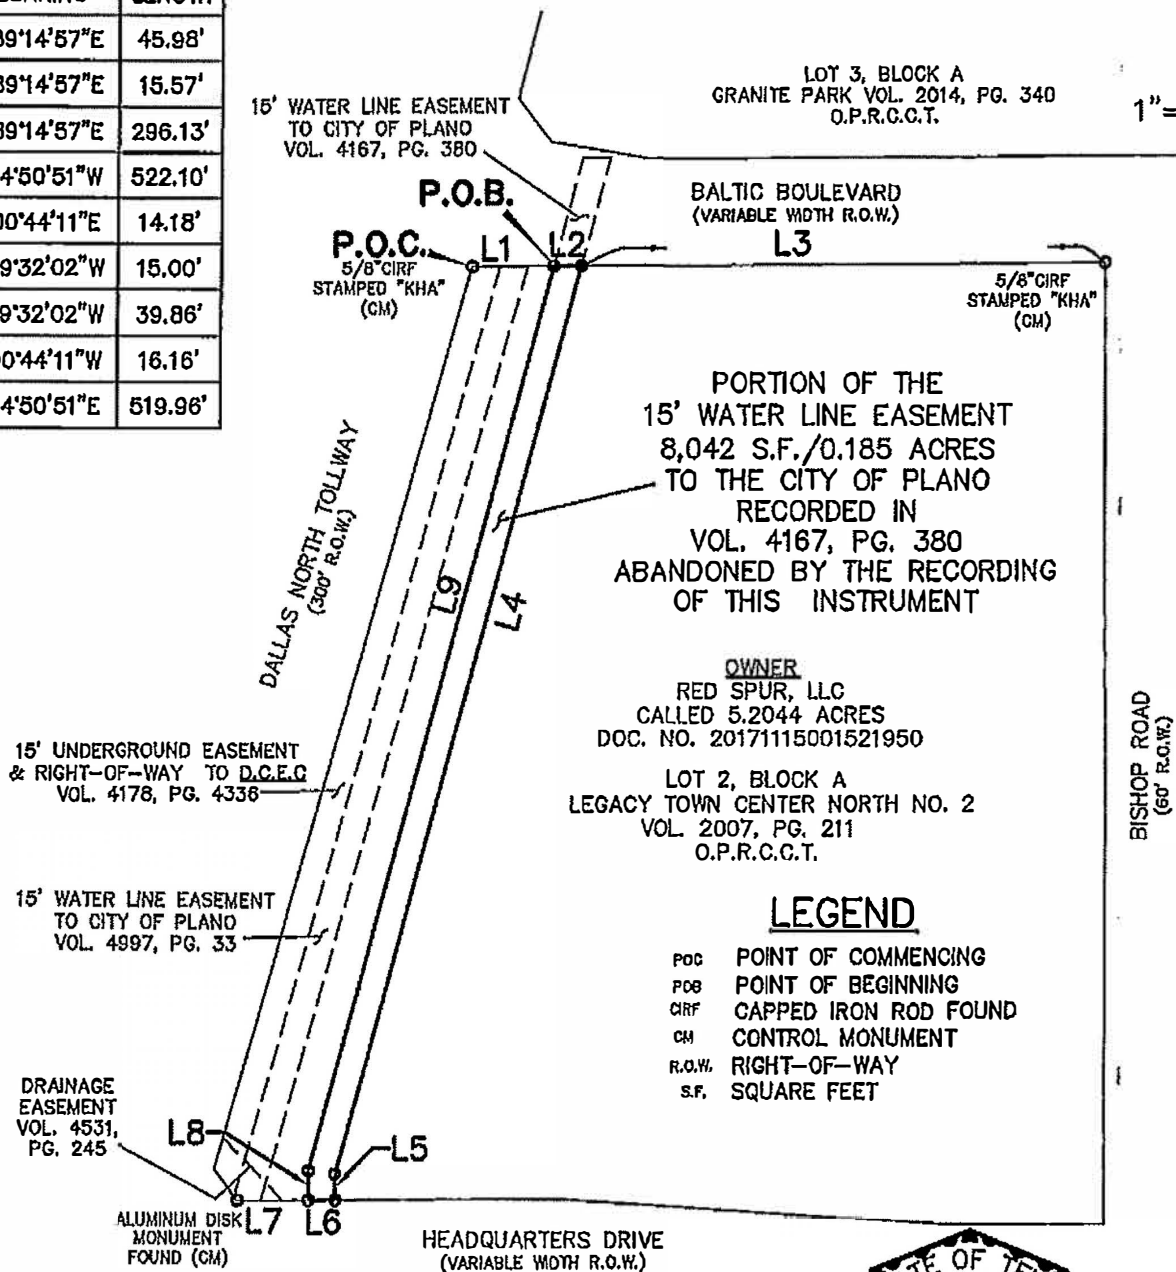 LENGTH
39°14'57"E 45.98'
39°14'57"E 15.57'
39°14'57"E 296.13'
4°50'51"W 522.10'
00°44'11"E 14.18'
9°32'02"W 15.00'
9°32'02"W 39.86'
0°44'11"W 16.16'
4°50'51"E 519.96'
LOT 3, BLOCK A
GRANITE PARK VOL. 2014, PG. 340
O.P.R.C.C.T.
1"=
15' WATER LINE EASEMENT
TO CITY OF PLANO
VOL. 4167, PG. 380
BALTIC BOULEVARD
(VARIABLE WIDTH R.O.W.)
P.O.B.
P.O.C.
L1
L2
L3
5/8"CIRF
STAMPED "KHA"
(CM)
5/8"CIRF
STAMPED "KHA"
(CM)
PORTION OF THE
15' WATER LINE EASEMENT
8,042 S.F./0.185 ACRES
TO THE CITY OF PLANO
RECORDED IN
VOL. 4167, PG. 380
ABANDONED BY THE RECORDING
OF THIS INSTRUMENT
DALLAS NORTH TOLLWAY
(300' R.O.W.)
L9
L4
OWNER
RED SPUR, LLC
CALLED 5.2044 ACRES
DOC. NO. 20171115001521950
LOT 2, BLOCK A
LEGACY TOWN CENTER NORTH NO. 2
VOL. 2007, PG. 211
O.P.R.C.C.T.
BISHOP ROAD
(60' R.O.W.)
15' UNDERGROUND EASEMENT
& RIGHT-OF-WAY TO D.C.E.C
VOL. 4178, PG. 4336
15' WATER LINE EASEMENT
TO CITY OF PLANO
VOL. 4997, PG. 33
LEGEND
POC POINT OF COMMENCING
POB POINT OF BEGINNING
CIRF CAPPED IRON ROD FOUND
CM CONTROL MONUMENT
R.O.W. RIGHT-OF-WAY
S.F. SQUARE FEET
DRAINAGE
EASEMENT
VOL. 4531,
PG. 245
L8
L5
L7
L6
ALUMINUM DISK
MONUMENT
FOUND (CM)
HEADQUARTERS DRIVE
(VARIABLE WIDTH R.O.W.)
OF